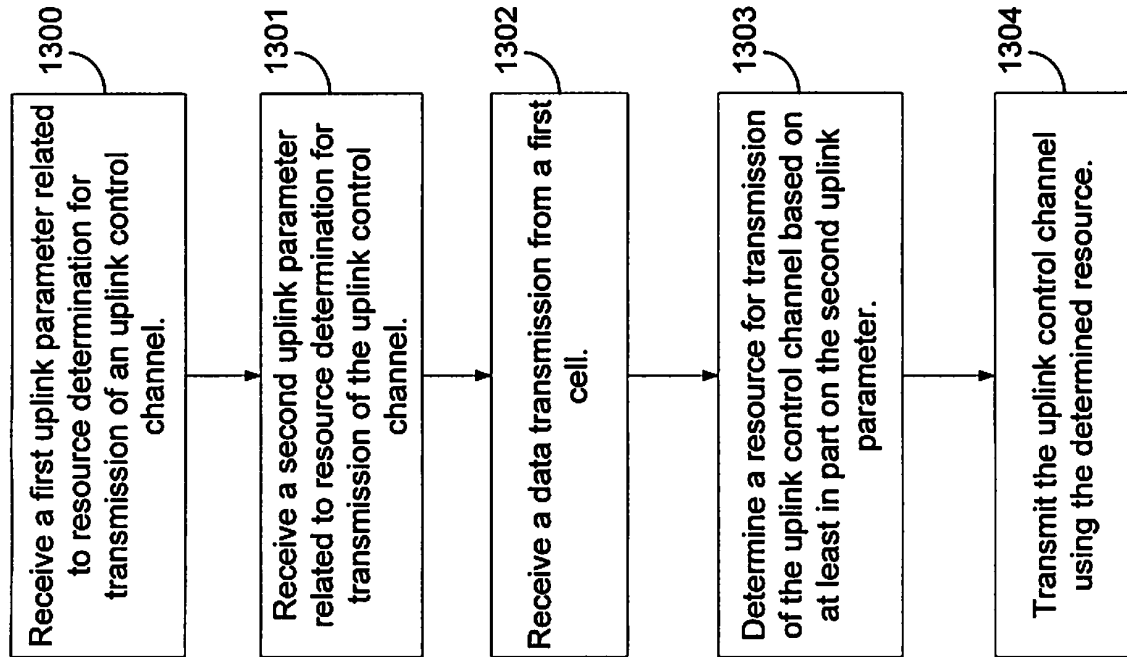 1300
Receive a first uplink parameter related
to resource determination for
transmission of an uplink control
channel.
1301
Receive a second uplink parameter
related to resource determination for
transmission of the uplink control
channel.
1302
Receive a data transmission from a first
cell.
1303
Determine a resource for transmission
of the uplink control channel based on
at least in part on the second uplink
parameter.
1304
Transmit the uplink control channel
using the determined resource.